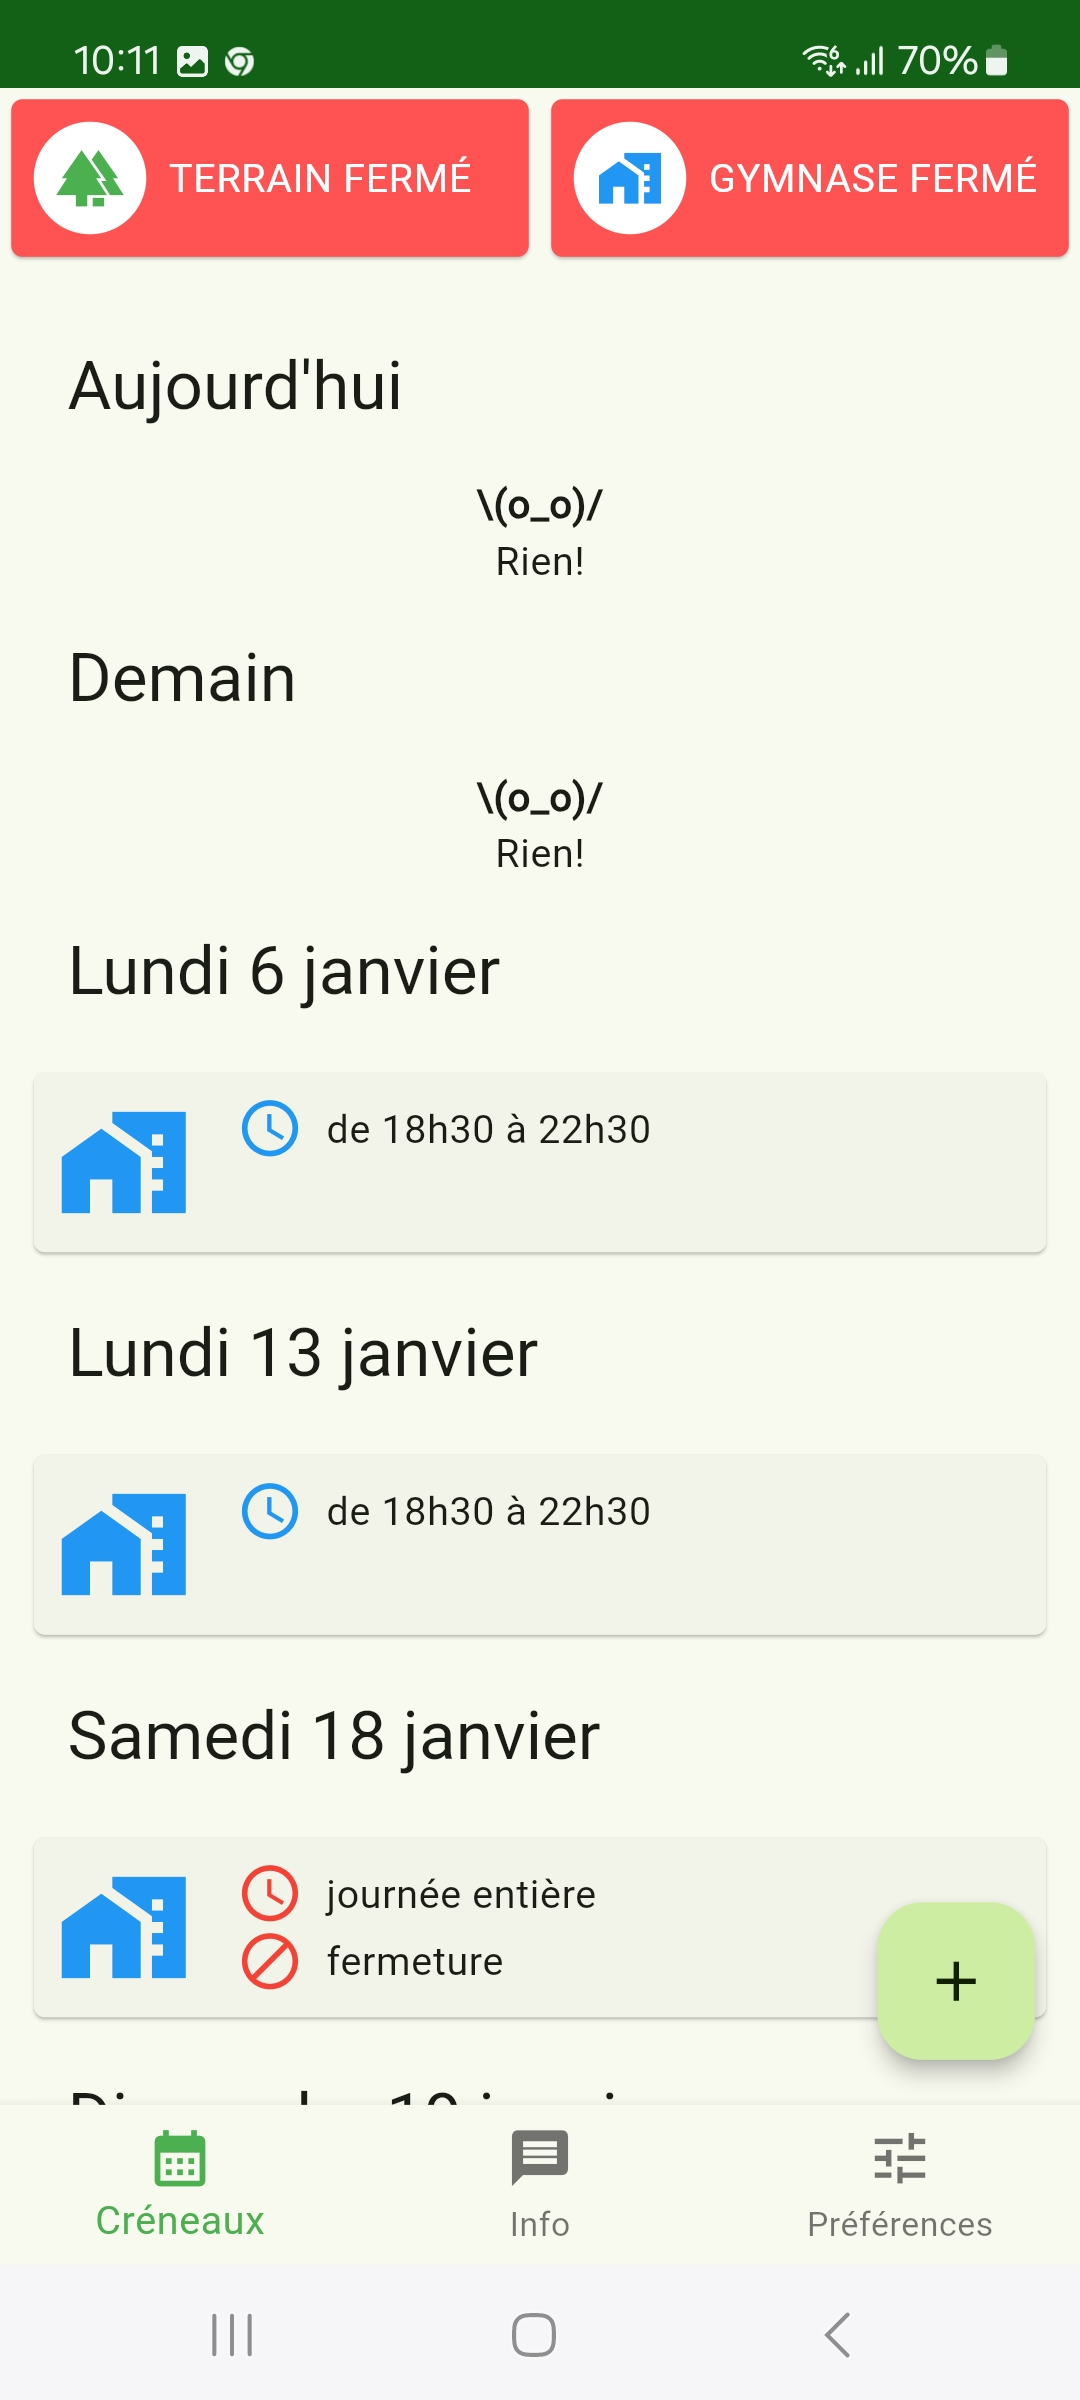 10:11 70%
TERRAIN FERMÉ GYMNASE FERMÉ
Aujourd'hui
\(o_o)/
Rien!
Demain
\(o_o)/
Rien!
Lundi 6 janvier
de 18h30 à 22h30
Lundi 13 janvier
de 18h30 à 22h30
Samedi 18 janvier
journée entière
fermeture
+
Créneaux Info Préférences